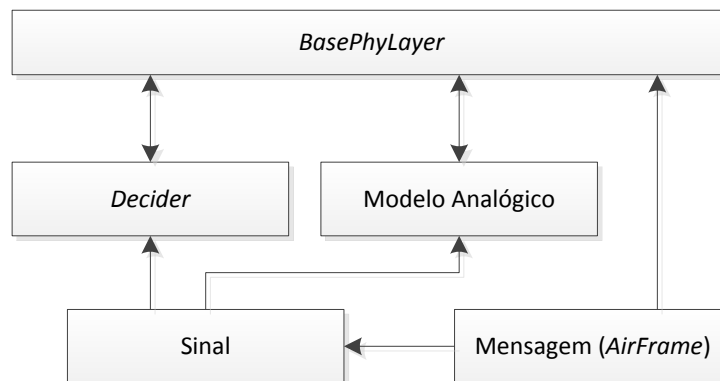 BasePhyLayer
Decider
Modelo Analógico
Sinal
Mensagem (AirFrame)